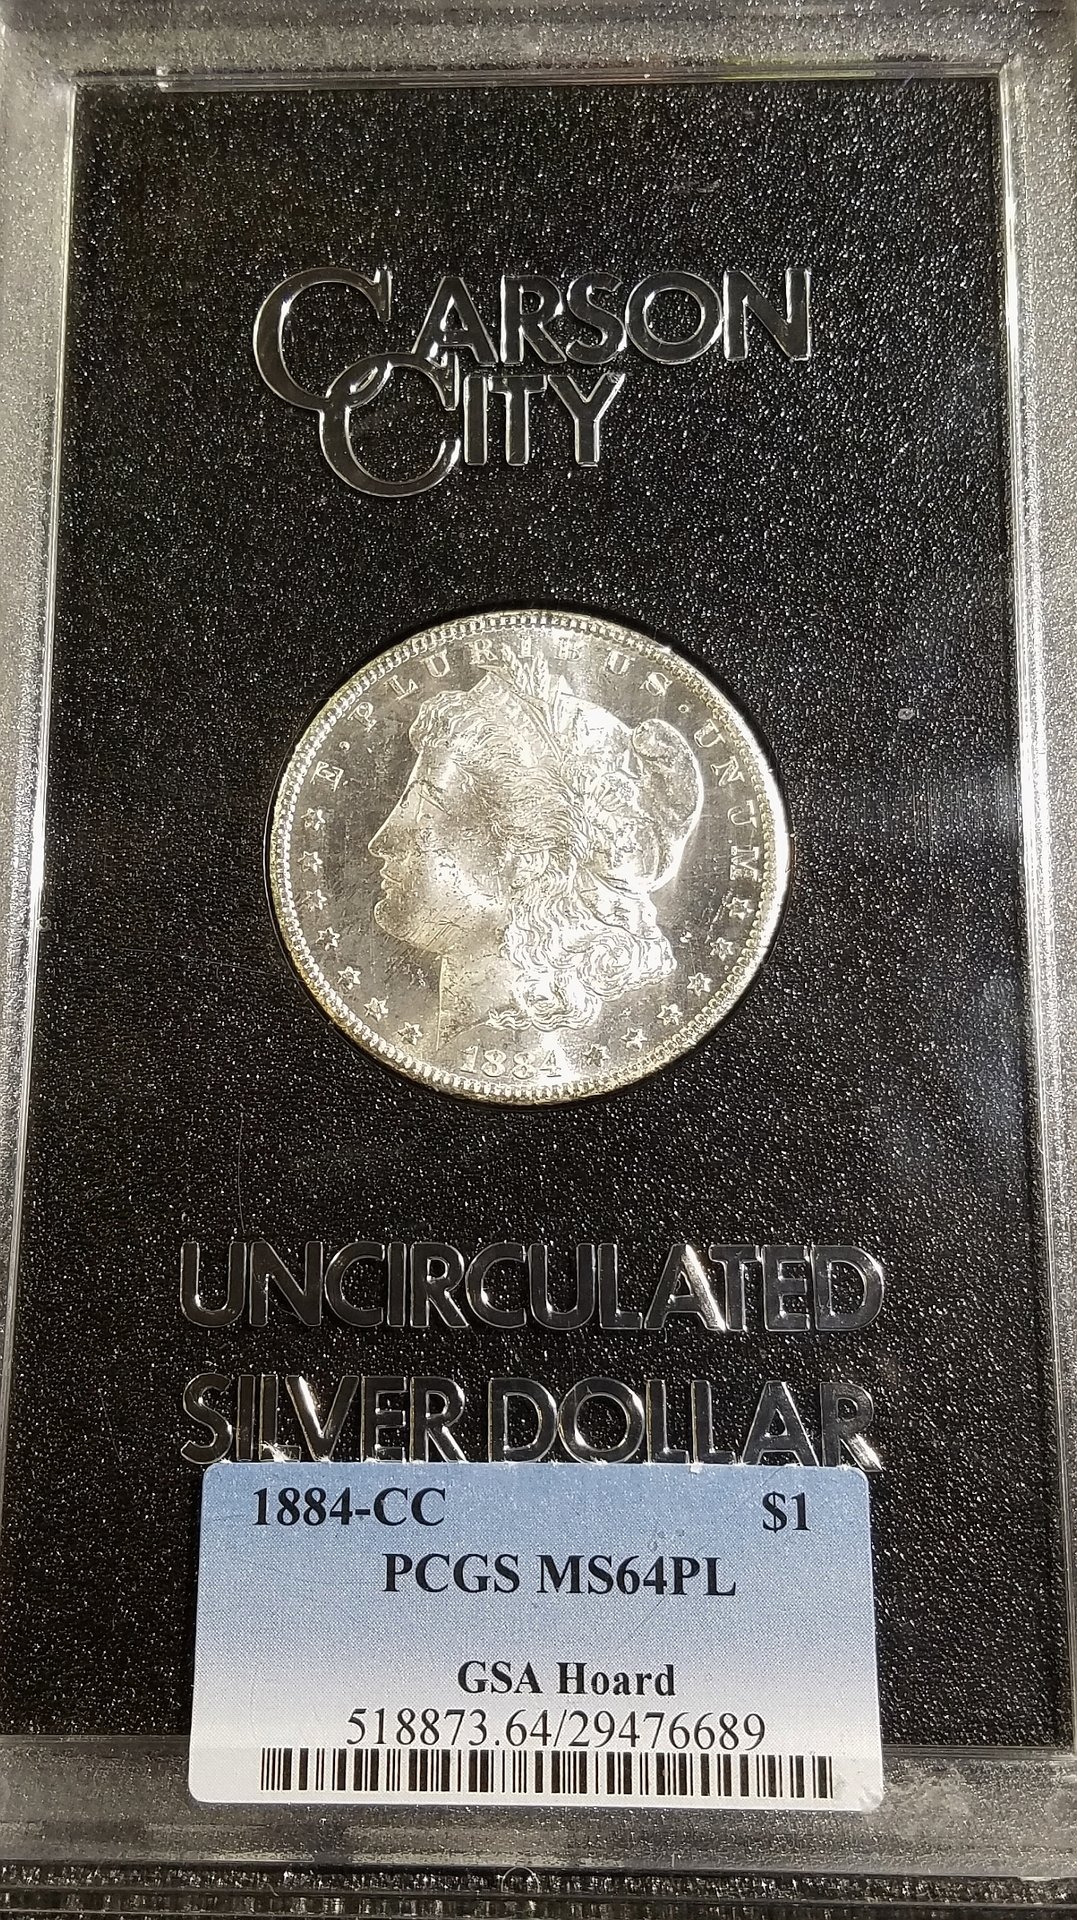 CARSON
CITY
E · PLURIBUS · UNUM
1884
UNCIRCULATED
SILVER DOLLAR
1884-CC $1
PCGS MS64PL
GSA Hoard
518873.64/29476689